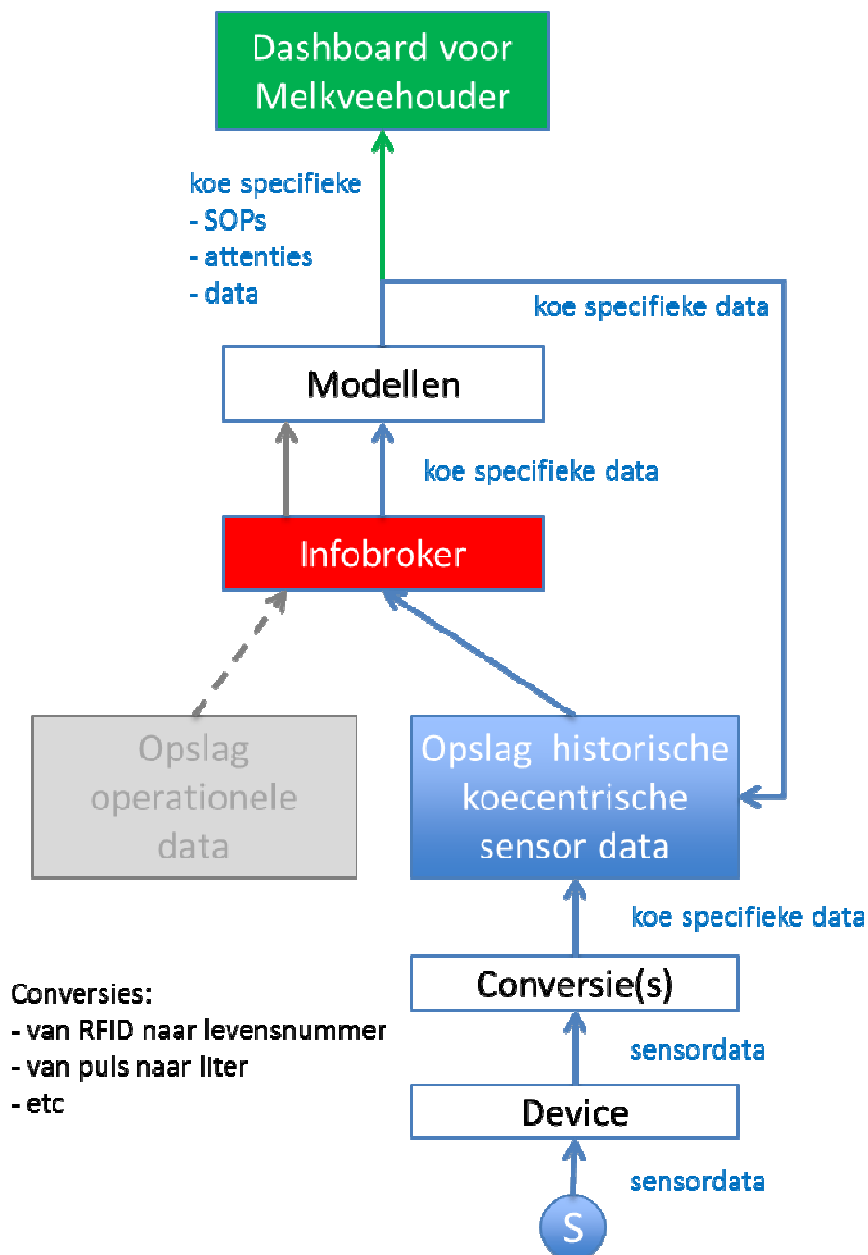 Dashboard voor
Melkveehouder
koe specifieke
- SOPs
- attenties
- data
koe specifieke data
Modellen
koe specifieke data
Infobroker
Opslag
operationele
data
Opslag historische
koecentrische
sensor data
koe specifieke data
Conversie(s)
Conversies:
- van RFID naar levensnummer
- van puls naar liter
- etc
sensordata
Device
sensordata
S